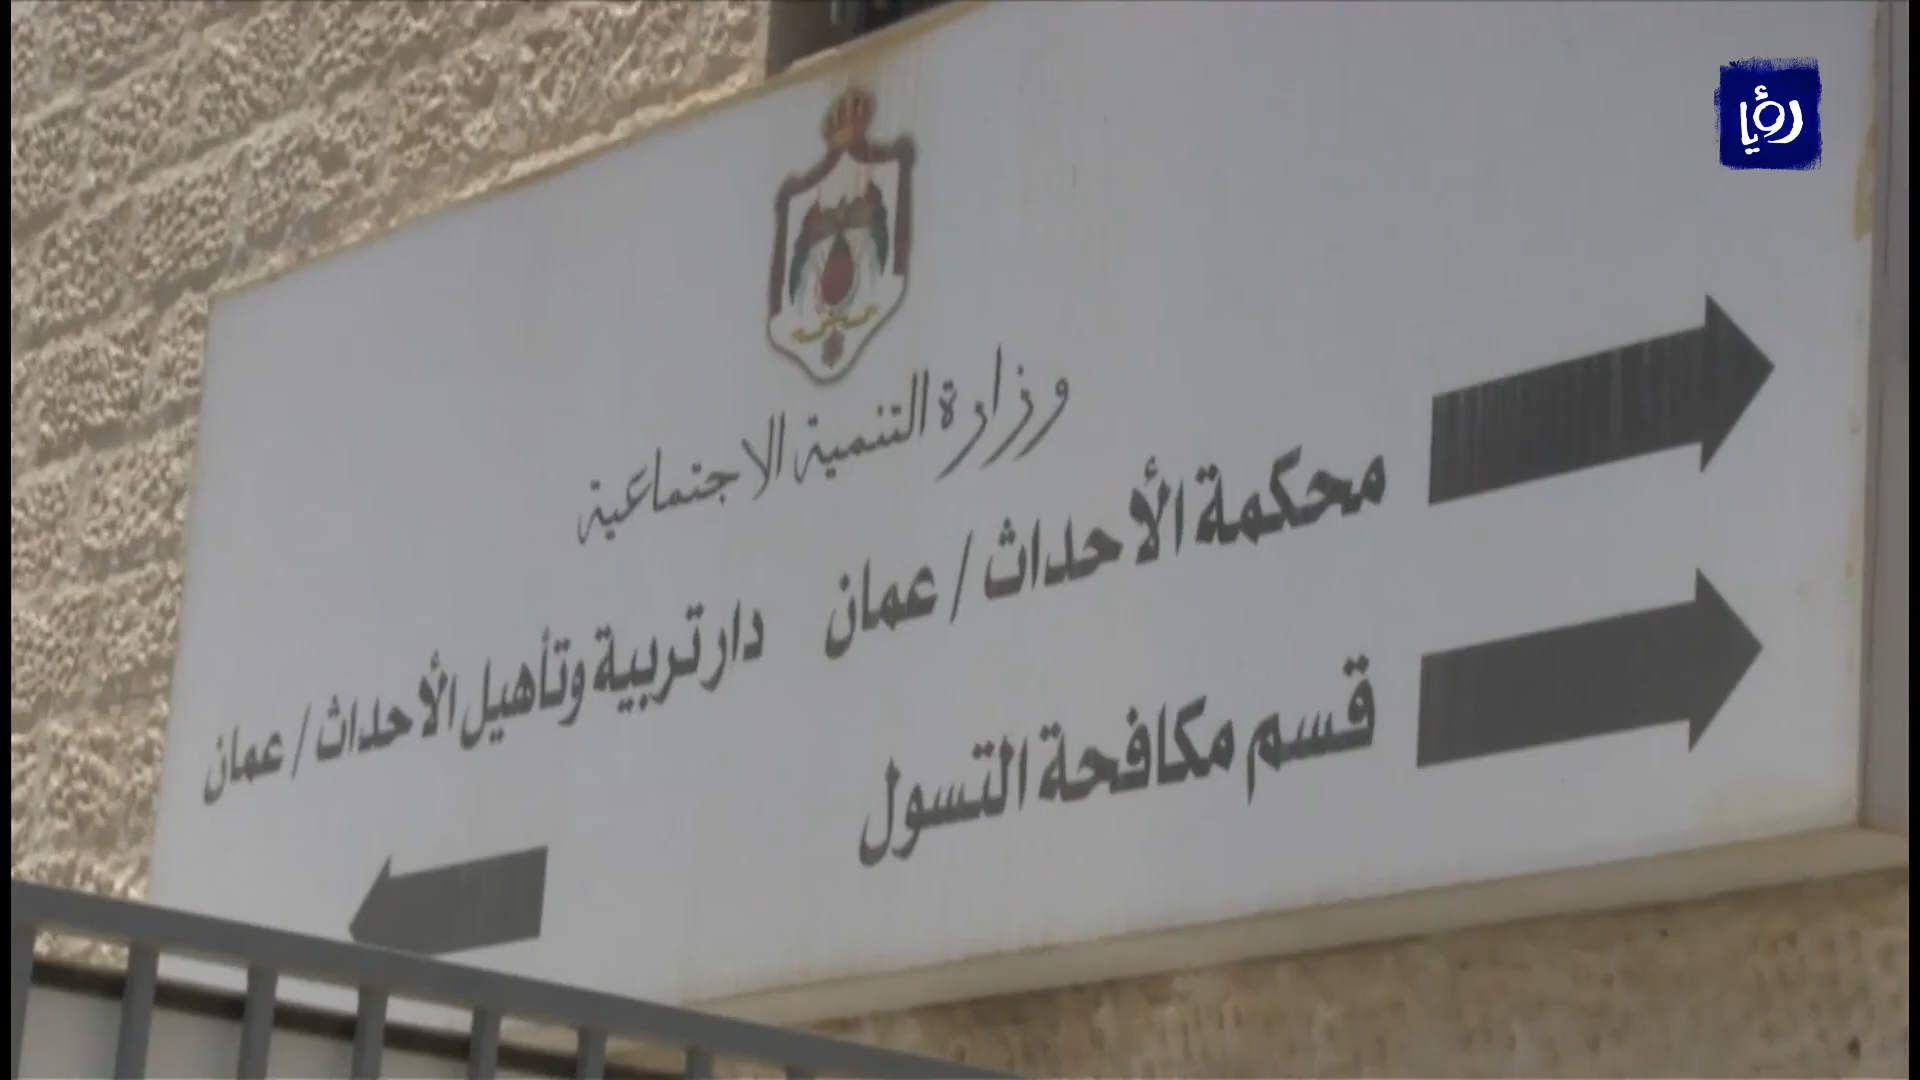 رؤيا
وزارة التنمية الاجتماعية
محكمة الأحداث / عمان دار تربية وتأهيل الأحداث / عمان
قسم مكافحة التسول